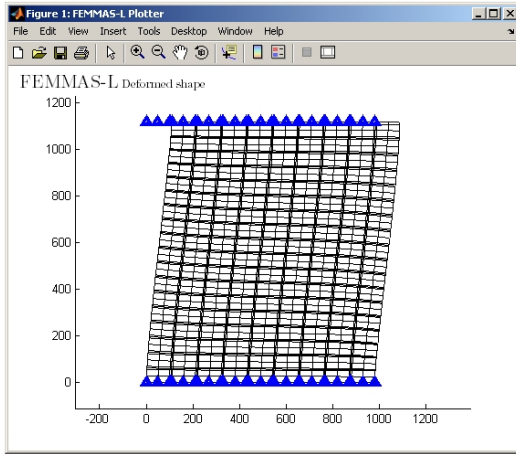 Figure 1: FEMMAS-L Plotter
File Edit View Insert Tools Desktop Window Help
FEMMAS-L Deformed shape
1200
1000
800
600
400
200
0
-200 0 200 400 600 800 1000 1200